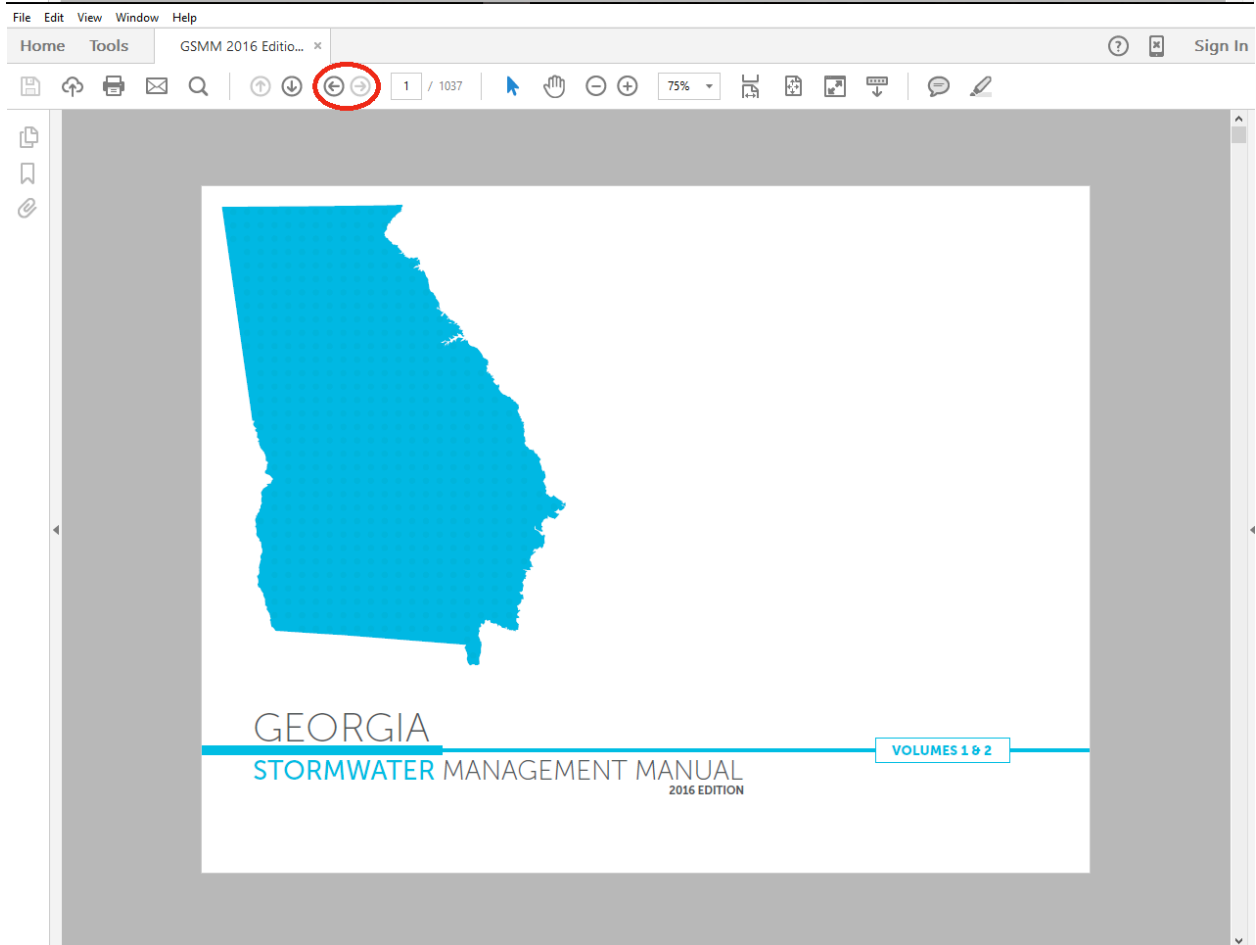 File Edit View Window Help
Home Tools GSMM 2016 Editio... × ? Sign In
1 / 1037 75%
GEORGIA
VOLUMES 1 & 2
STORMWATER MANAGEMENT MANUAL
2016 EDITION